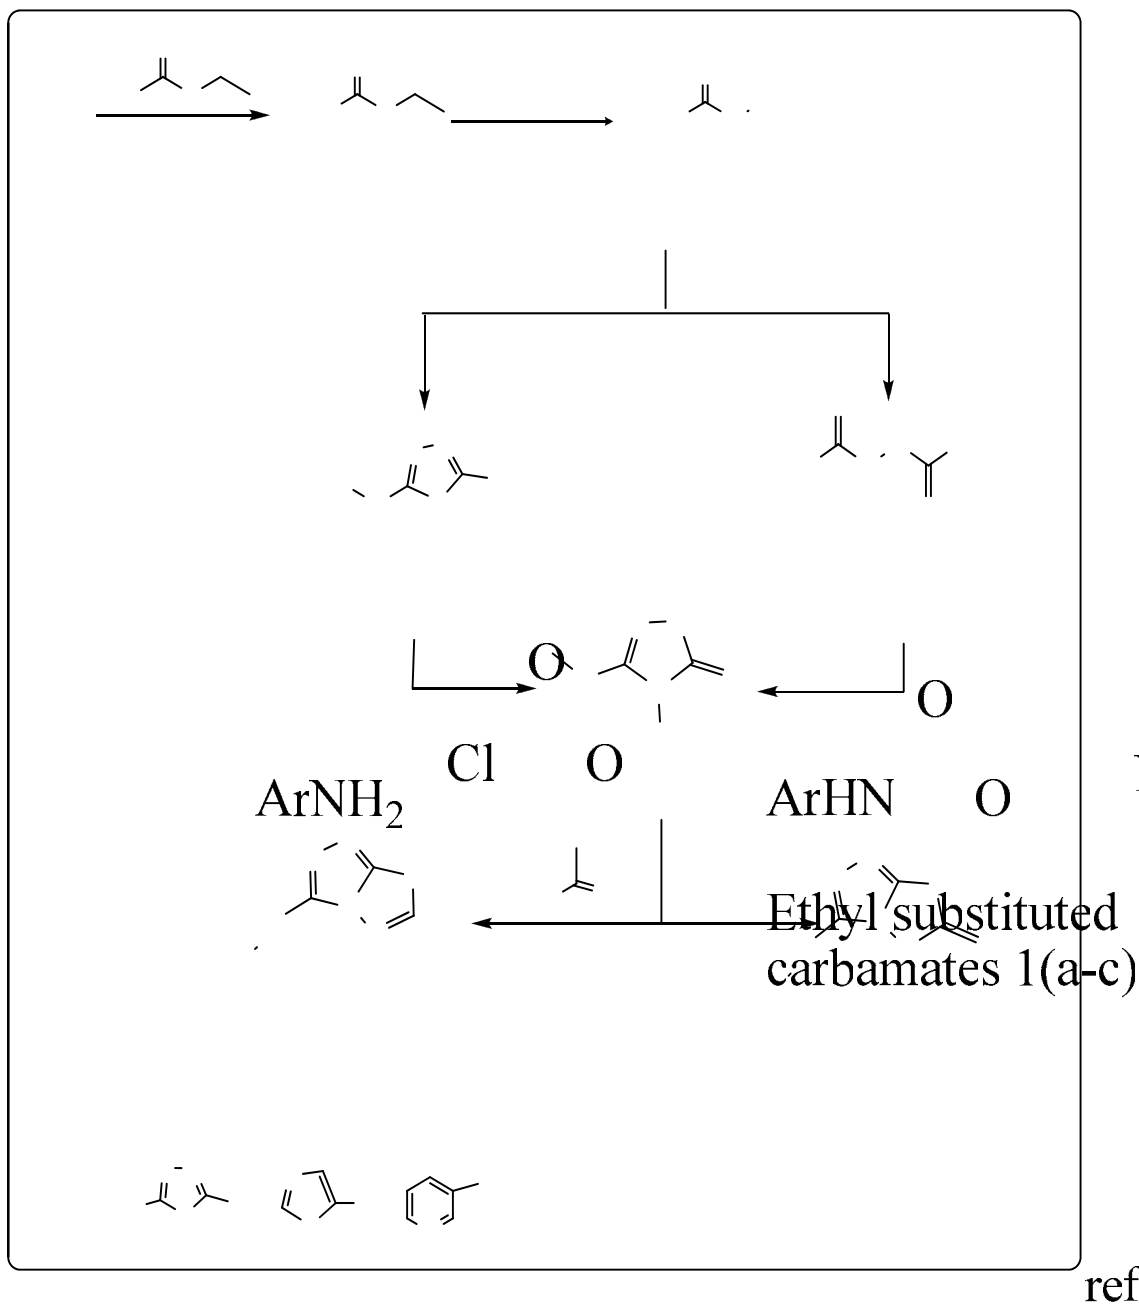 O
O
Cl O
ArNH2 ArHN O
Ethyl substituted
carbamates 1(a-c)
ref